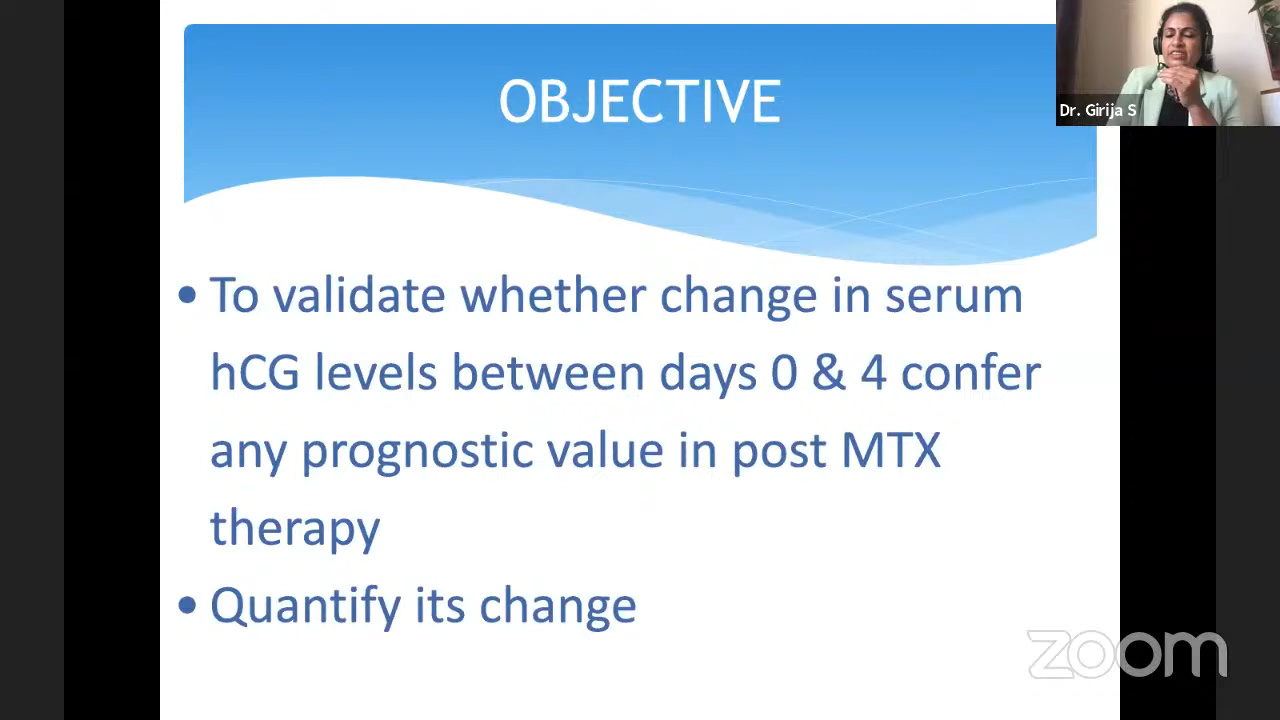 OBJECTIVE
Dr. Girija S
• To validate whether change in serum
hCG levels between days 0 & 4 confer
any prognostic value in post MTX
therapy
• Quantify its change
zoom